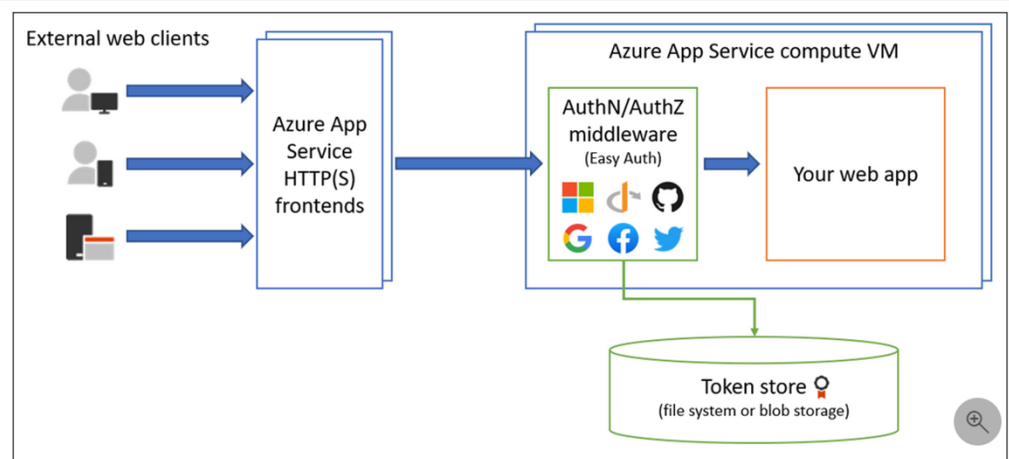 External web clients
Azure App
Service
HTTP(S)
frontends
Azure App Service compute VM
AuthN/AuthZ
middleware
(Easy Auth)
Your web app
Token store
(file system or blob storage)